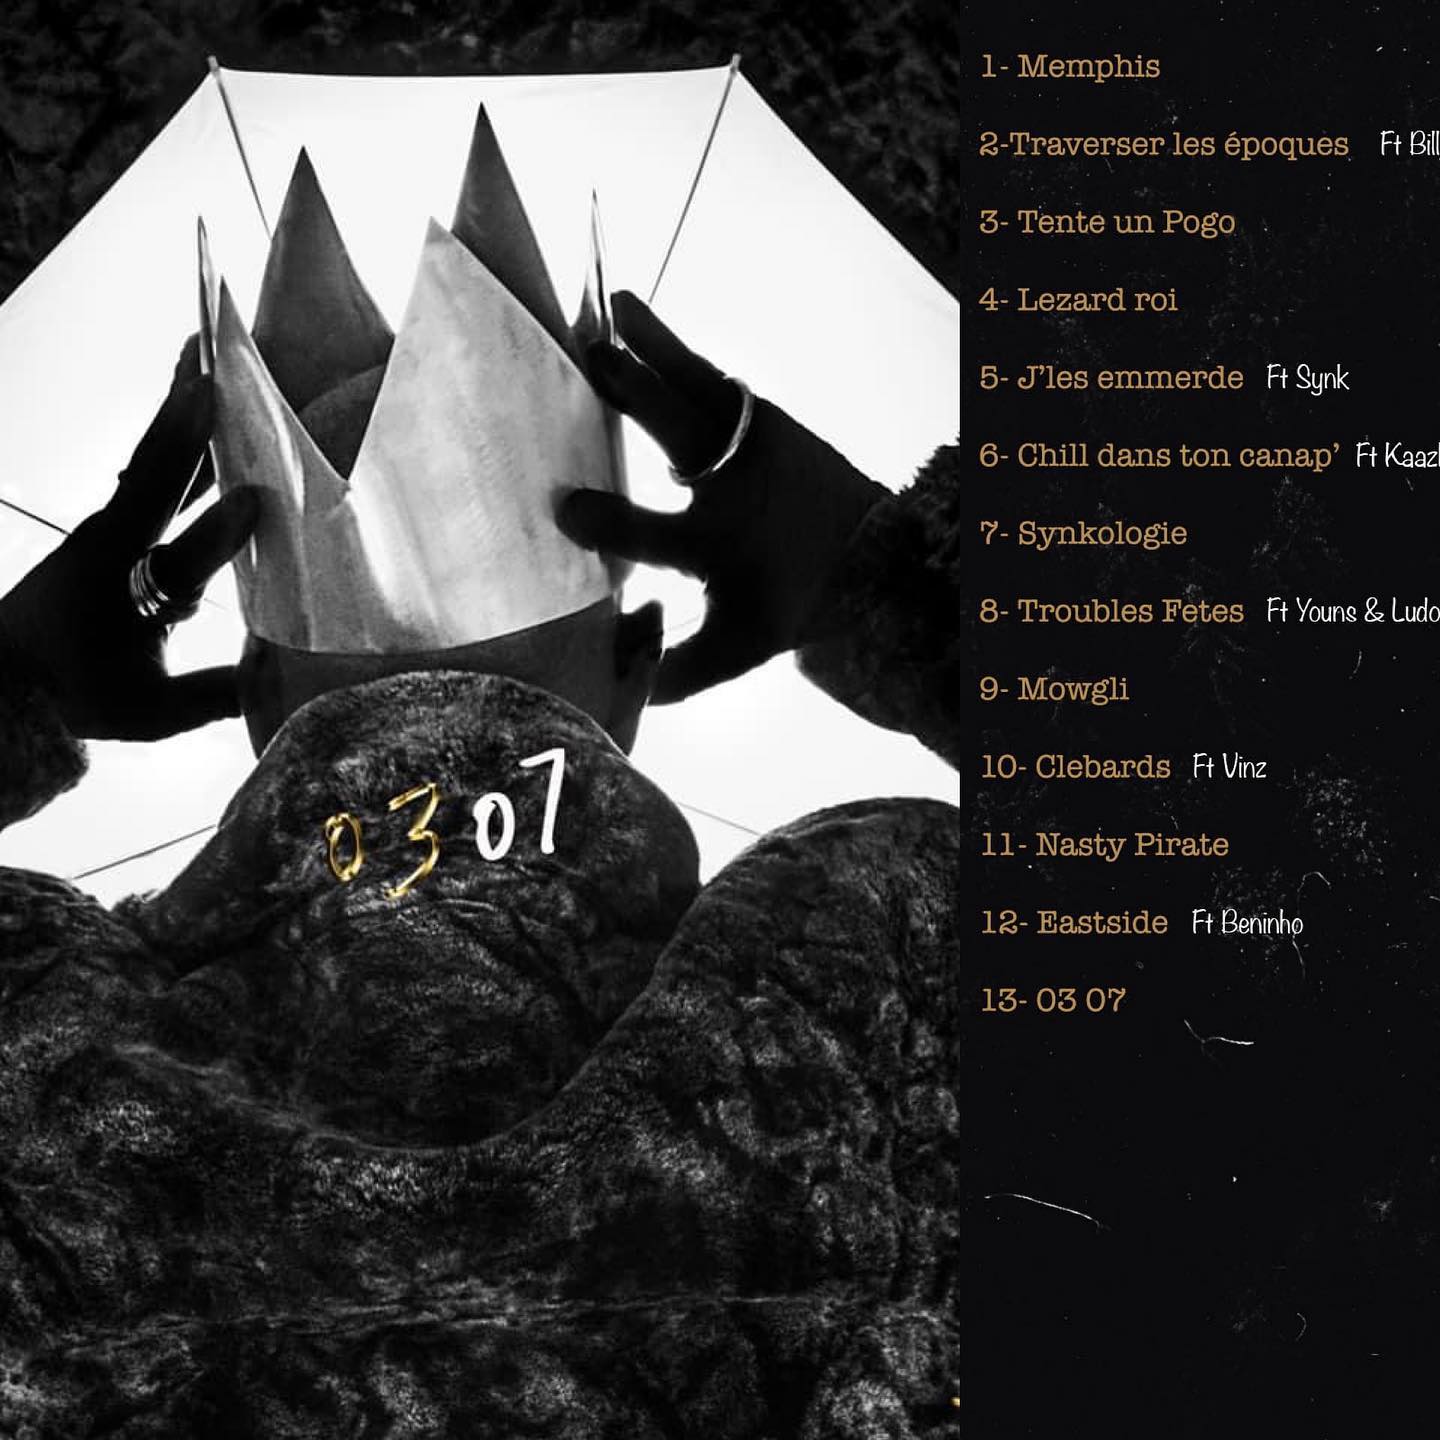 03 07
1- Memphis
2-Traverser les époques Ft
3- Tente un Pogo
4- Lezard roi
5- J'les emmerde Ft Synk
6- Chill dans ton canap' Ft
7- Synkologie
8- Troubles Fetes Ft Youns & Ludo
9- Mowgli
10- Clebards Ft Vinz
11- Nasty Pirate
12- Eastside Ft Beninho
13- 03 07